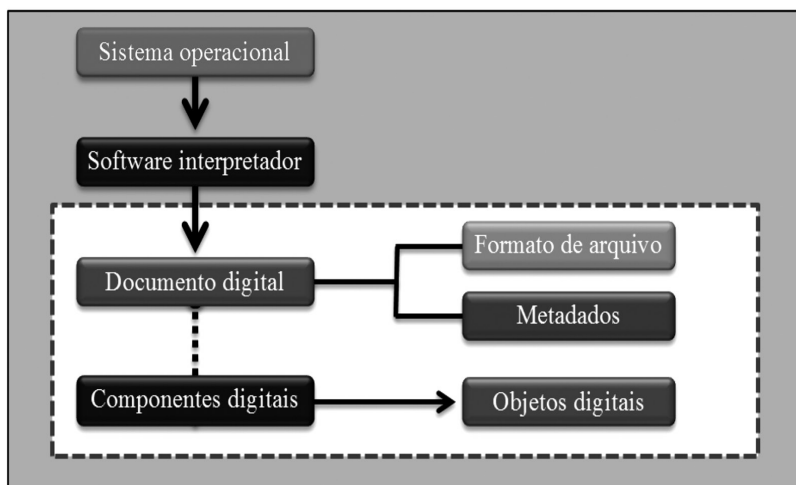 Sistema operacional
Software interpretador
Documento digital
Formato de arquivo
Metadados
Componentes digitais
Objetos digitais